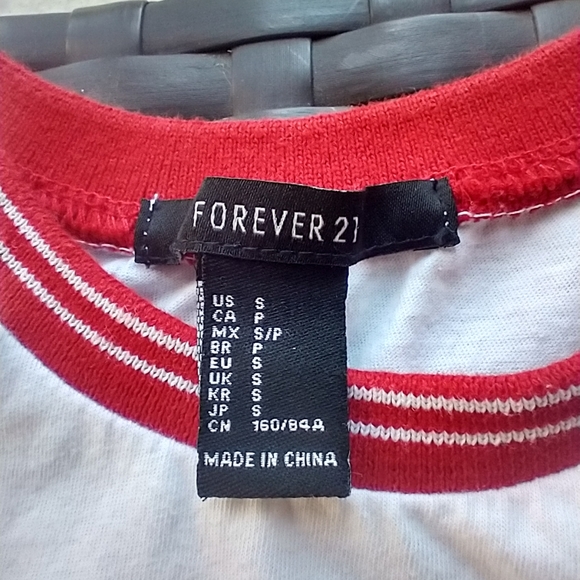 FOREVER 21
US S
CA P
MX S/P
BR P
EU S
UK S
KR S
JP S
CN 160/84A
MADE IN CHINA